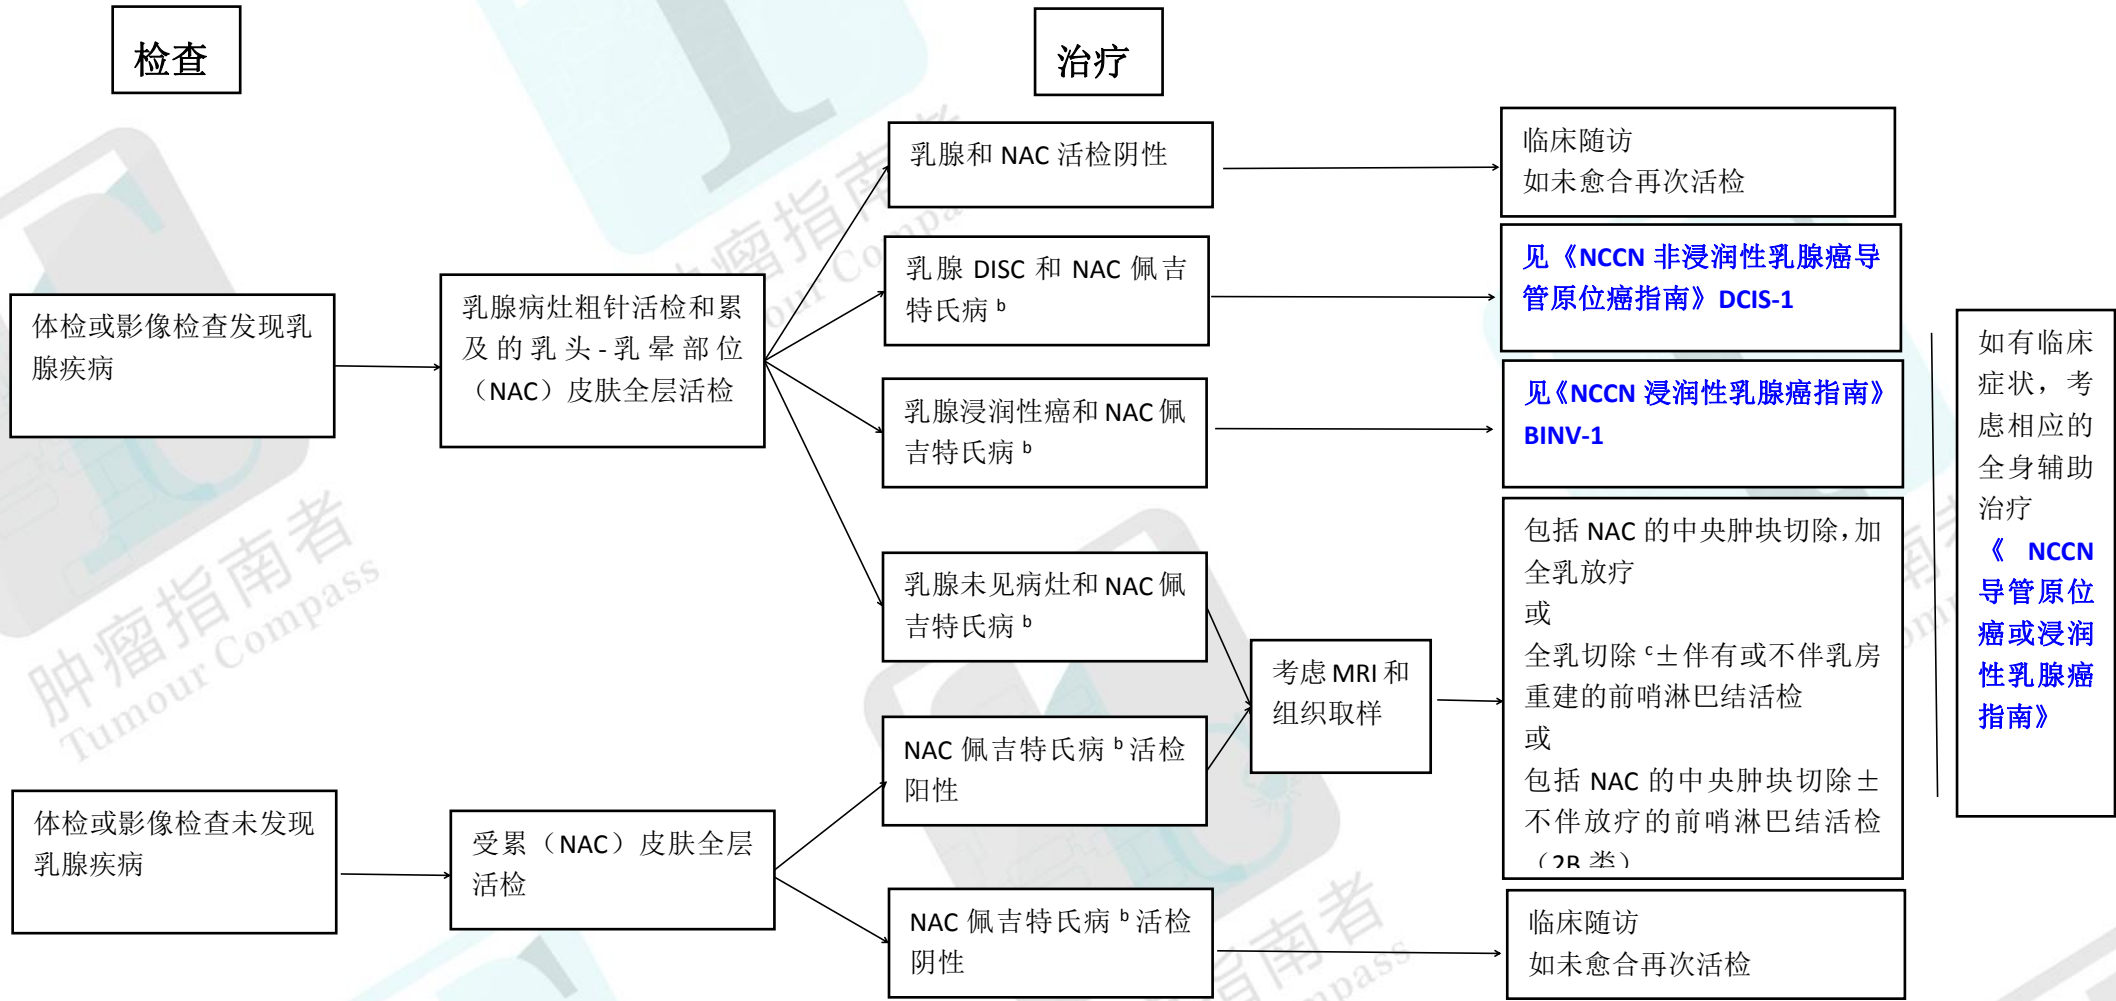 检查
治疗
乳腺和 NAC 活检阴性
临床随访
如未愈合再次活检
乳腺 DISC 和 NAC 佩吉
特氏病 b
见《NCCN 非浸润性乳腺癌导
管原位癌指南》DCIS-1
体检或影像检查发现乳
腺疾病
乳腺病灶粗针活检和累
及的乳头-乳晕部位
（NAC）皮肤全层活检
乳腺浸润性癌和 NAC 佩
吉特氏病 b
见《NCCN 浸润性乳腺癌指南》
BINV-1
如有临床
症状，考
虑相应的
全身辅助
治疗
《 NCCN
导管原位
癌或浸润
性乳腺癌
指南》
乳腺未见病灶和 NAC 佩
吉特氏病 b
考虑 MRI 和
组织取样
包括 NAC 的中央肿块切除，加
全乳放疗
或
全乳切除 c±伴有或不伴乳房
重建的前哨淋巴结活检
或
包括 NAC 的中央肿块切除±
不伴放疗的前哨淋巴结活检
（2B 类）
体检或影像检查未发现
乳腺疾病
受累（NAC）皮肤全层
活检
NAC 佩吉特氏病 b 活检
阳性
NAC 佩吉特氏病 b 活检
阴性
临床随访
如未愈合再次活检
肿瘤指南者
Tumour Compass